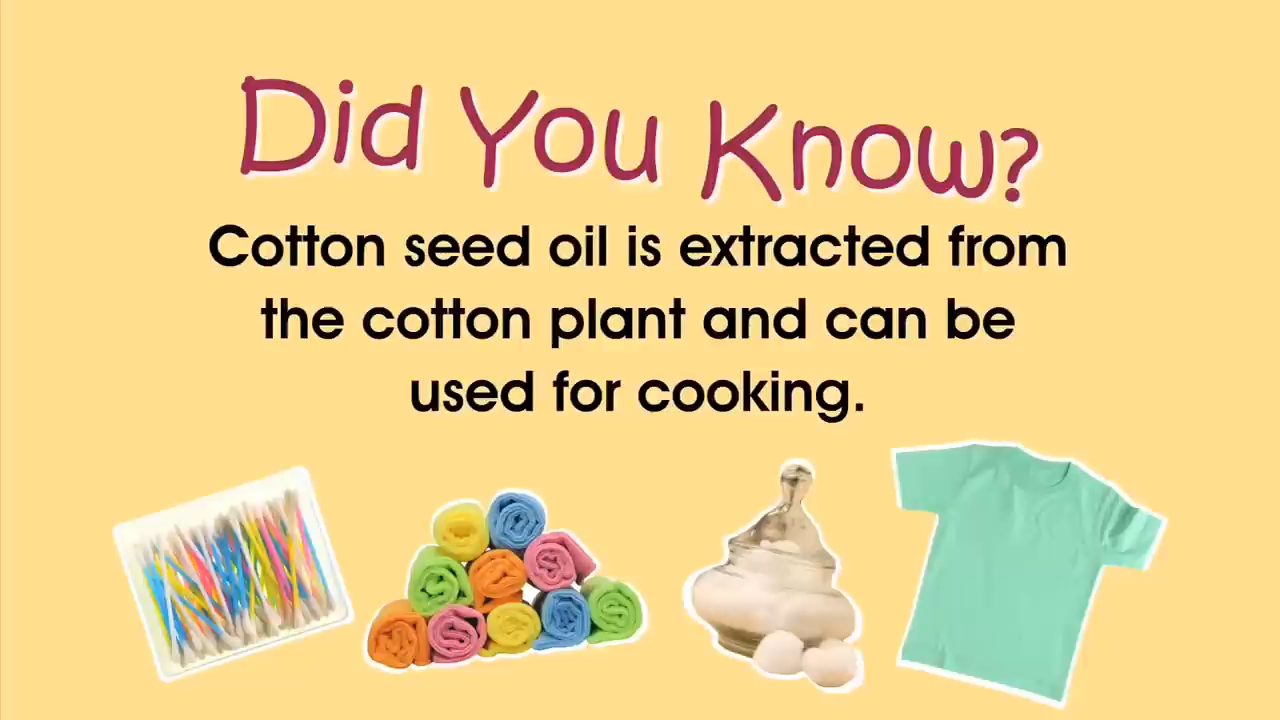 Did You Know?
Cotton seed oil is extracted from
the cotton plant and can be
used for cooking.